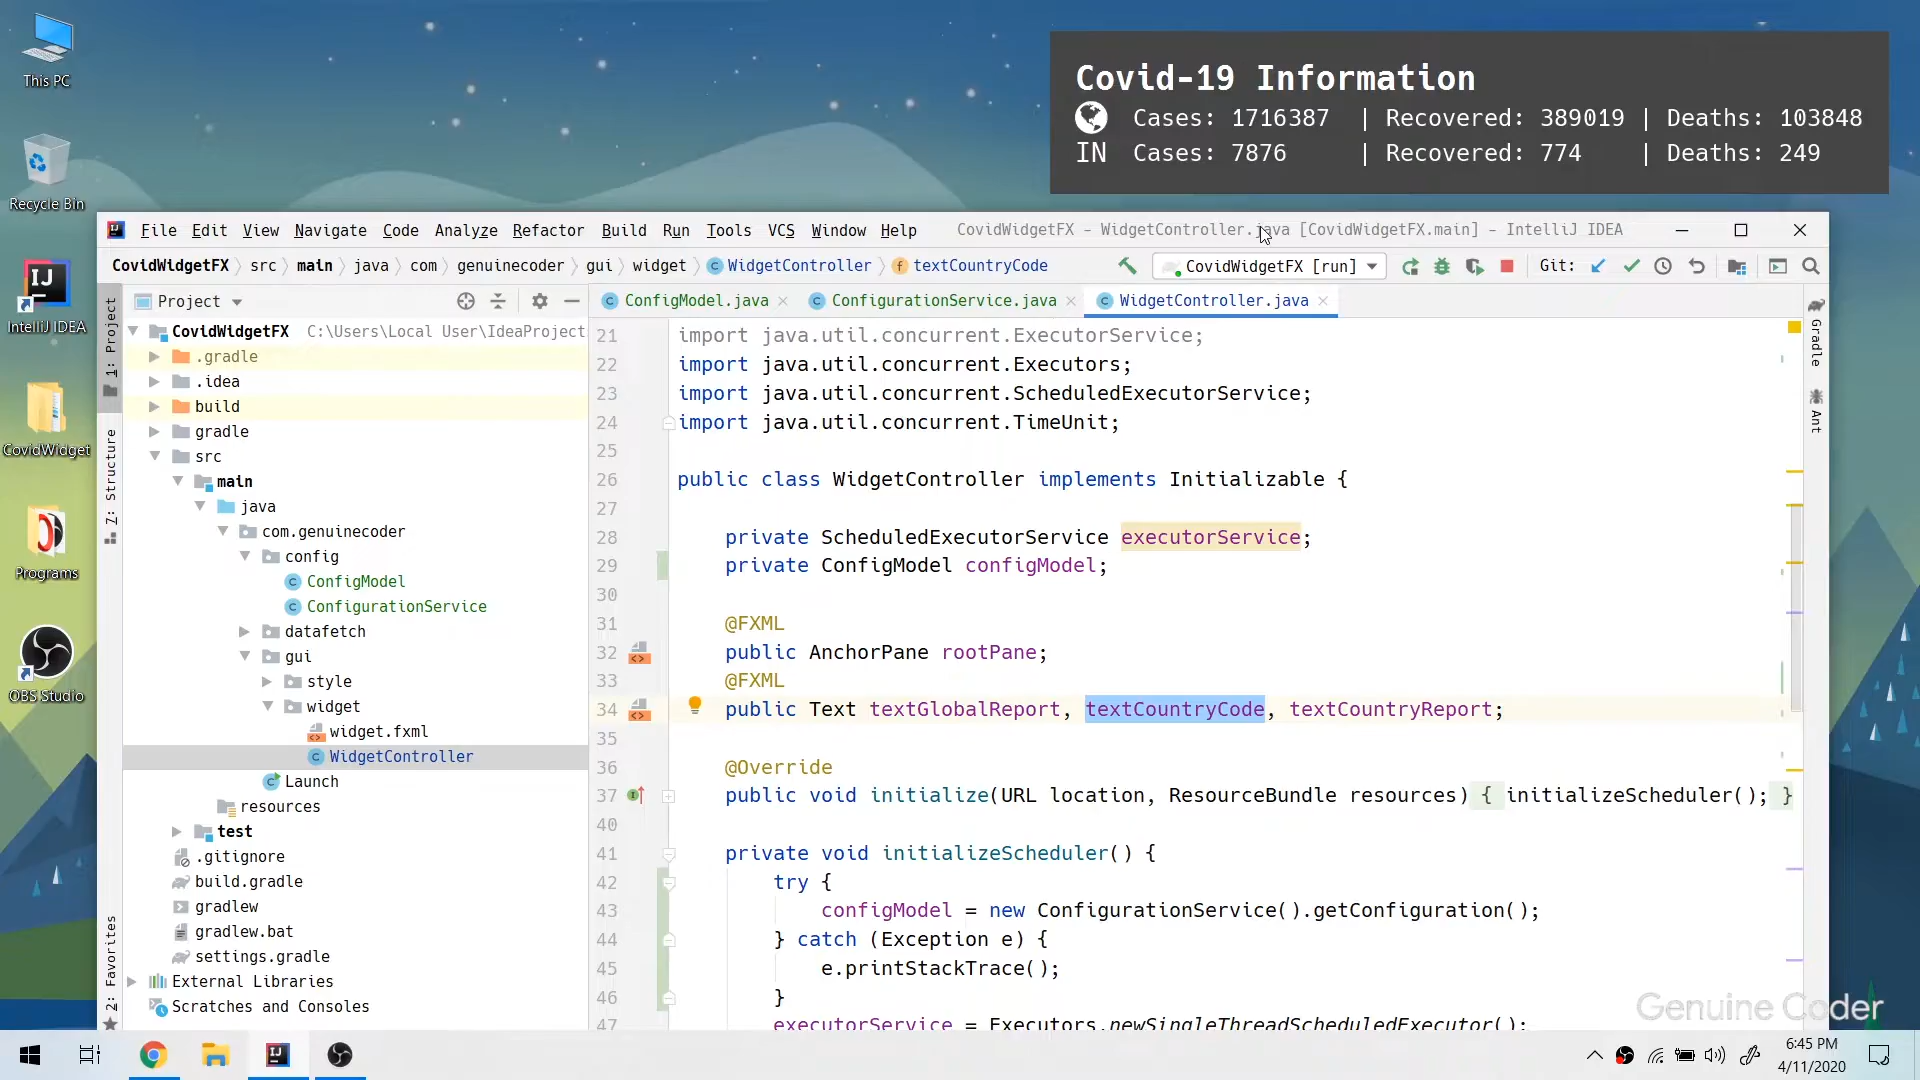 This PC
Recycle Bin
IntelliJ IDEA
CovidWidget
Programs
OBS Studio
Covid-19 Information
Cases: 1716387 | Recovered: 389019 | Deaths: 103848
IN Cases: 7876 | Recovered: 774 | Deaths: 249
File Edit View Navigate Code Analyze Refactor Build Run Tools VCS Window Help CovidWidgetFX - WidgetController.java [CovidWidgetFX.main] - IntelliJ IDEA
CovidWidgetFX src main java com genuinecoder gui widget WidgetController textCountryCode CovidWidgetFX [run] Git:
Project
ConfigModel.java ConfigurationService.java WidgetController.java
1: Project
7: Structure
2: Favorites
CovidWidgetFX C:\Users\Local User\IdeaProject
.gradle
.idea
build
gradle
src
main
java
com.genuinecoder
config
ConfigModel
ConfigurationService
datafetch
gui
style
widget
widget.fxml
WidgetController
Launch
resources
test
.gitignore
build.gradle
gradlew
gradlew.bat
settings.gradle
External Libraries
Scratches and Consoles
21 import java.util.concurrent.ExecutorService;
22 import java.util.concurrent.Executors;
23 import java.util.concurrent.ScheduledExecutorService;
24 import java.util.concurrent.TimeUnit;
25
26 public class WidgetController implements Initializable {
27
28 private ScheduledExecutorService executorService;
29 private ConfigModel configModel;
30
31 @FXML
32 public AnchorPane rootPane;
33 @FXML
34 public Text textGlobalReport, textCountryCode, textCountryReport;
35
36 @Override
37 public void initialize(URL location, ResourceBundle resources) { initializeScheduler(); }
40
41 private void initializeScheduler() {
42 try {
43 configModel = new ConfigurationService().getConfiguration();
44 } catch (Exception e) {
45 e.printStackTrace();
46 }
47 executorService = Executors.newSingleThreadScheduledExecutor();
Gradle
Ant
Genuine Coder
6:45 PM
4/11/2020